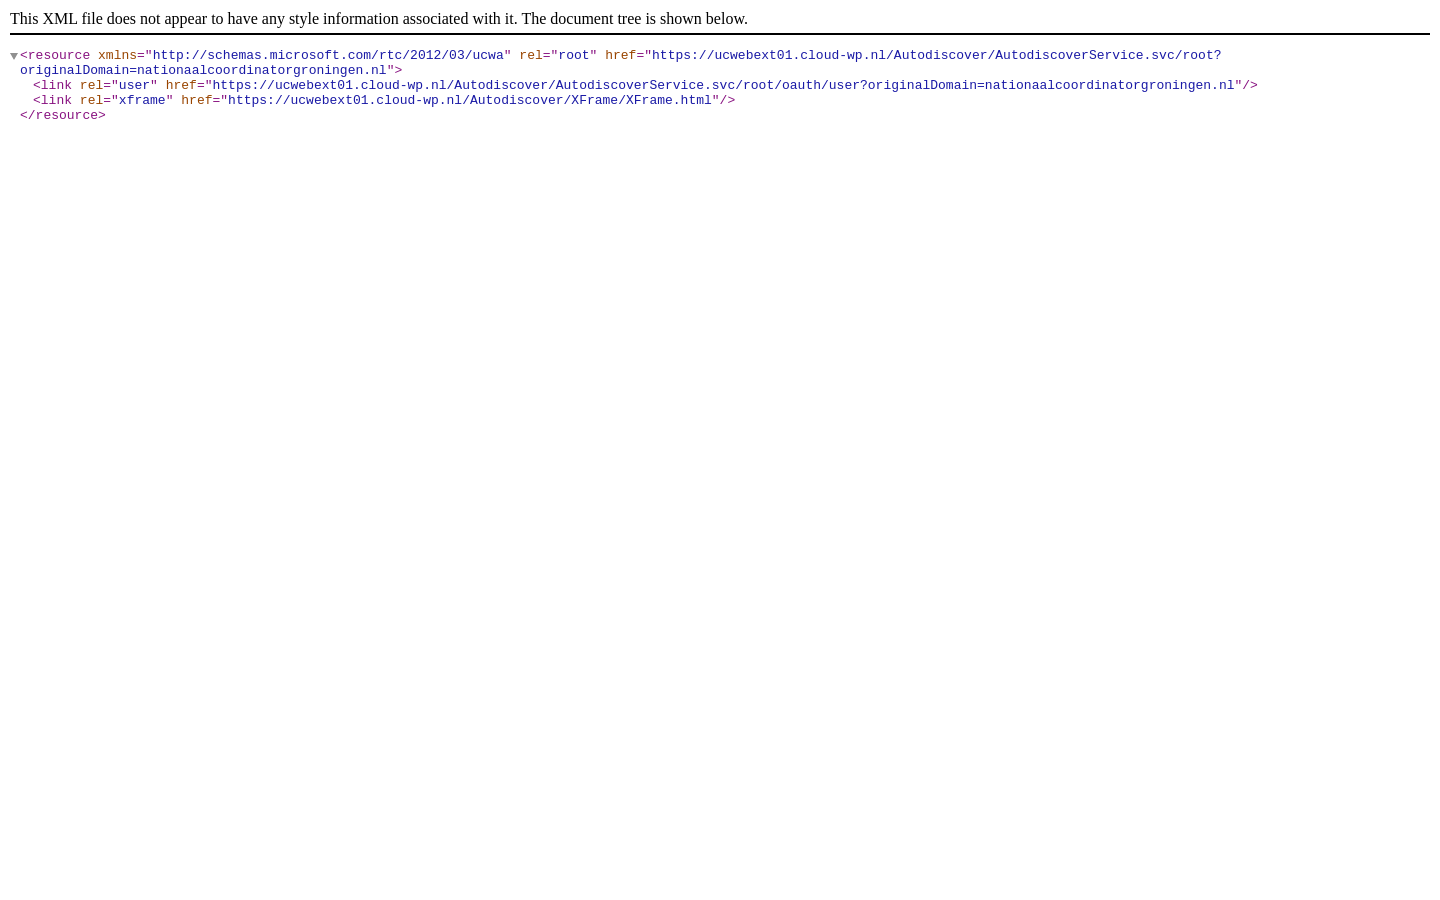 This XML file does not appear to have any style information associated with it. The document tree is shown below.
<resource xmlns="http://schemas.microsoft.com/rtc/2012/03/ucwa" rel="root" href="https://ucwebext01.cloud-wp.nl/Autodiscover/AutodiscoverService.svc/root?
originalDomain=nationaalcoordinatorgroningen.nl">
<link rel="user" href="https://ucwebext01.cloud-wp.nl/Autodiscover/AutodiscoverService.svc/root/oauth/user?originalDomain=nationaalcoordinatorgroningen.nl"/>
<link rel="xframe" href="https://ucwebext01.cloud-wp.nl/Autodiscover/XFrame/XFrame.html"/>
</resource>